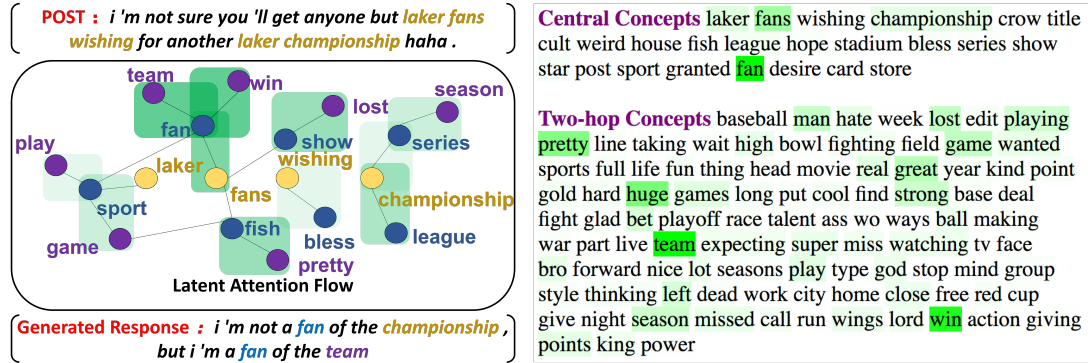 POST : i 'm not sure you 'll get anyone but laker fans
wishing for another laker championship haha .
team
win
season
lost
fan
show
series
play
laker
wishing
fans
championship
sport
fish
bless
league
game
pretty
Latent Attention Flow
Generated Response : i 'm not a fan of the championship ,
but i 'm a fan of the team
Central Concepts laker fans wishing championship crow title
cult weird house fish league hope stadium bless series show
star post sport granted fan desire card store
Two-hop Concepts baseball man hate week lost edit playing
pretty line taking wait high bowl fighting field game wanted
sports full life fun thing head movie real great year kind point
gold hard huge games long put cool find strong base deal
fight glad bet playoff race talent ass wo ways ball making
war part live team expecting super miss watching tv face
bro forward nice lot seasons play type god stop mind group
style thinking left dead work city home close free red cup
give night season missed call run wings lord win action giving
points king power